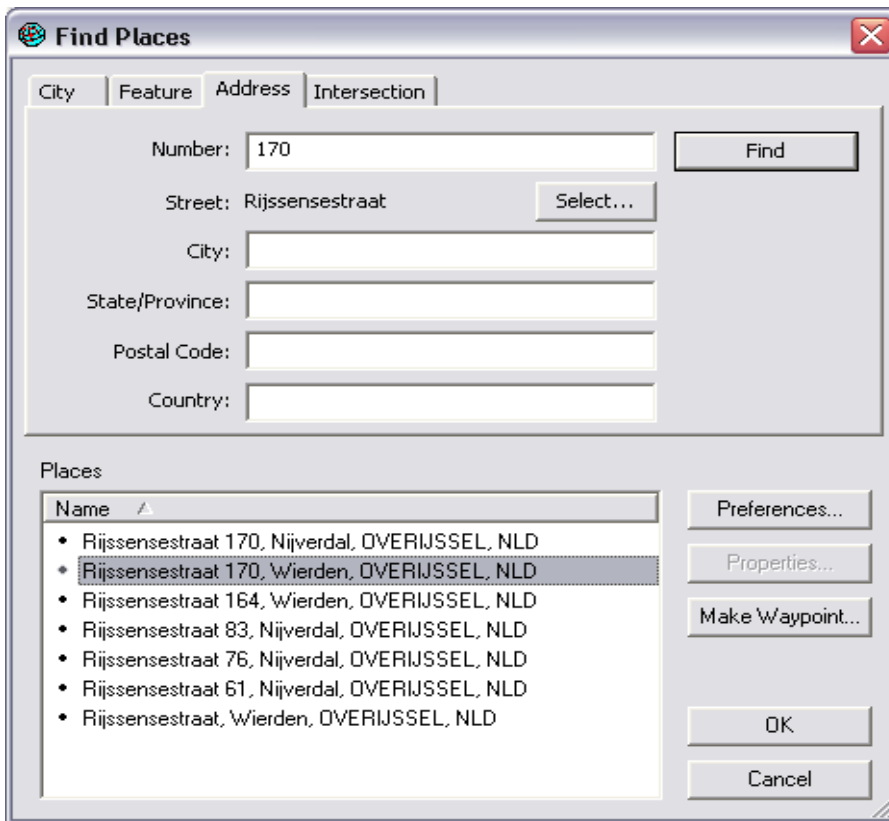 Find Places
City Feature Address Intersection
Number: 170 Find
Street: Rijssensestraat Select...
City:
State/Province:
Postal Code:
Country:
Places
Name
Rijssensestraat 170, Nijverdal, OVERIJSSEL, NLD
Rijssensestraat 170, Wierden, OVERIJSSEL, NLD
Rijssensestraat 164, Wierden, OVERIJSSEL, NLD
Rijssensestraat 83, Nijverdal, OVERIJSSEL, NLD
Rijssensestraat 76, Nijverdal, OVERIJSSEL, NLD
Rijssensestraat 61, Nijverdal, OVERIJSSEL, NLD
Rijssensestraat, Wierden, OVERIJSSEL, NLD
Preferences...
Properties...
Make Waypoint...
OK
Cancel